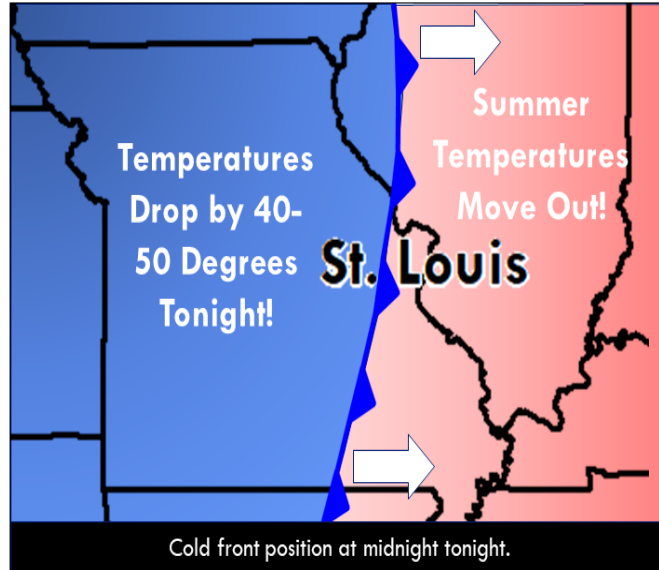 Summer
Temperatures
Move Out!
Temperatures
Drop by 40-
50 Degrees
Tonight!
St. Louis
Cold front position at midnight tonight.